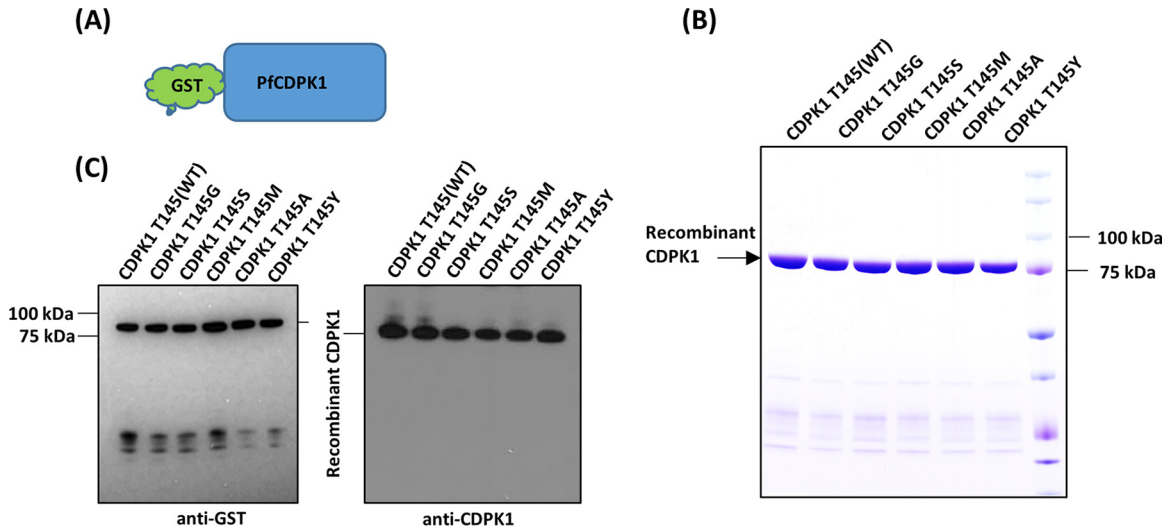 (A)
GST
PfCDPK1
(B)
CDPK1 T145(WT)
CDPK1 T145G
CDPK1 T145S
CDPK1 T145M
CDPK1 T145A
CDPK1 T145Y
Recombinant
CDPK1
100 kDa
75 kDa
(C)
CDPK1 T145(WT)
CDPK1 T145G
CDPK1 T145S
CDPK1 T145M
CDPK1 T145A
CDPK1 T145Y
100 kDa
75 kDa
anti-GST
Recombinant CDPK1
CDPK1 T145(WT)
CDPK1 T145G
CDPK1 T145S
CDPK1 T145M
CDPK1 T145A
CDPK1 T145Y
anti-CDPK1